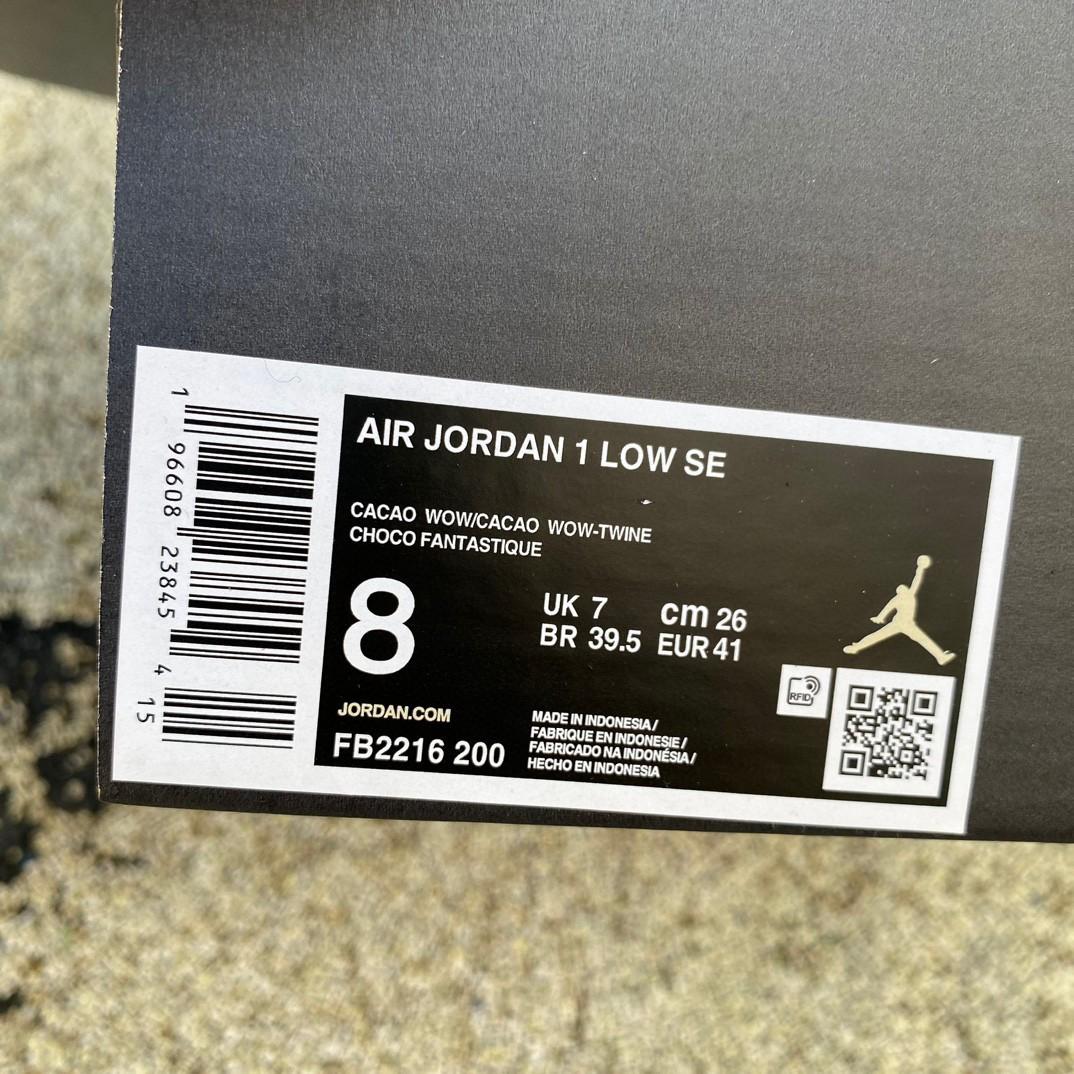 AIR JORDAN 1 LOW SE
CACAO WOW/CACAO WOW-TWINE
CHOCO FANTASTIQUE
8
UK 7 cm 26
BR 39.5 EUR 41
JORDAN.COM
FB2216 200
MADE IN INDONESIA/
FABRIQUE EN INDONESIE/
FABRICADO NA INDONÉSIA/
HECHO EN INDONESIA
RFID
1 96608 23845 4 15